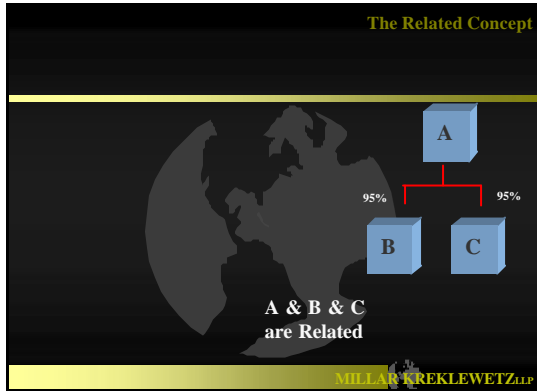 The Related Concept
A
95%
95%
B
C
A & B & C
are Related
MILLAR KREKLEWETZ LLP